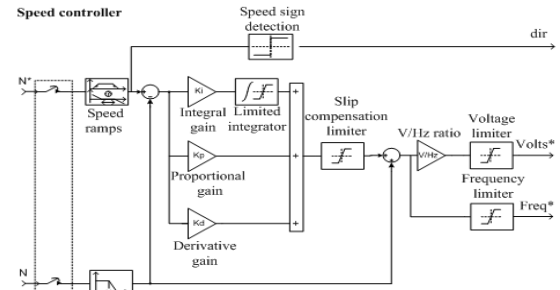 Speed controller
Speed sign
detection
dir
N*
Speed
ramps
Ki
Integral
gain
Limited
integrator
+
Kp
Proportional
gain
+
Kd
Derivative
gain
+
Slip
compensation
limiter
V/Hz ratio
V/Hz
Voltage
limiter
Volts*
Frequency
limiter
Freq*
N